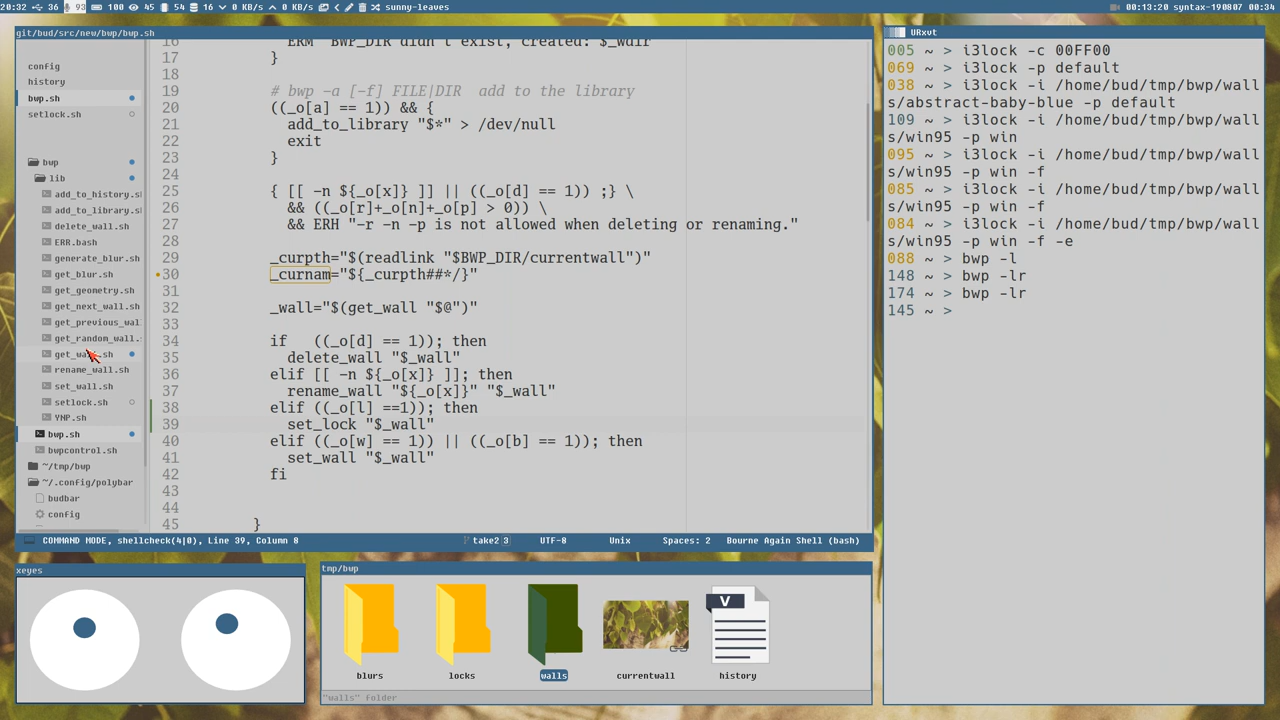 20:32 36 93 100 45 54 16 0 KB/s 0 KB/s sunny-leaves 00:13:20 syntax-190807 00:34
git/bud/src/new/bwp/bwp.sh
config
history
bwp.sh
setlock.sh
bwp
lib
add_to_history.s
add_to_library.s
delete_wall.sh
ERR.bash
generate_blur.sh
get_blur.sh
get_geometry.sh
get_next_wall.sh
get_previous_wal
get_random_wall.
rename_wall.sh
set_wall.sh
setlock.sh
YNP.sh
bwp.sh
bwpcontrol.sh
~/tmp/bwp
~/.config/polybar
budbar
config
16 ERM "BWP_DIR didn't exist, created: $_wdir"
17 }
18
19 # bwp -a [-f] FILE|DIR  add to the library
20 ((_o[a] == 1)) && {
21   add_to_library "$*" > /dev/null
22   exit
23 }
24
25 { [[ -n ${_o[x]} ]] || ((_o[d] == 1)) ;} \
26   && ((_o[r]+_o[n]+_o[p] > 0)) \
27   && ERH "-r -n -p is not allowed when deleting or renaming."
28
29 _curpth="$(readlink "$BWP_DIR/currentwall")"
30 _curnam="${_curpth##*/}"
31
32 _wall="$(get_wall "$@")"
33
34 if   ((_o[d] == 1)); then
35   delete_wall "$_wall"
36 elif [[ -n ${_o[x]} ]]; then
37   rename_wall "${_o[x]}" "$_wall"
38 elif ((_o[l] ==1)); then
39   set_lock "$_wall"
40 elif ((_o[w] == 1)) || ((_o[b] == 1)); then
41   set_wall "$_wall"
42 fi
43
44
45 }
COMMAND MODE, shellcheck(4|0), Line 39, Column 8 take2 3 UTF-8 Unix Spaces: 2 Bourne Again Shell (bash)
xeyes
tmp/bwp
V
blurs locks walls currentwall history
"walls" Folder
URxvt
005 ~ > i3lock -c 00FF00
069 ~ > i3lock -p default
038 ~ > i3lock -i /home/bud/tmp/bwp/wall
s/abstract-baby-blue -p default
109 ~ > i3lock -i /home/bud/tmp/bwp/wall
s/win95 -p win
095 ~ > i3lock -i /home/bud/tmp/bwp/wall
s/win95 -p win -f
085 ~ > i3lock -i /home/bud/tmp/bwp/wall
s/win95 -p win -f
084 ~ > i3lock -i /home/bud/tmp/bwp/wall
s/win95 -p win -f -e
088 ~ > bwp -l
148 ~ > bwp -lr
174 ~ > bwp -lr
145 ~ >